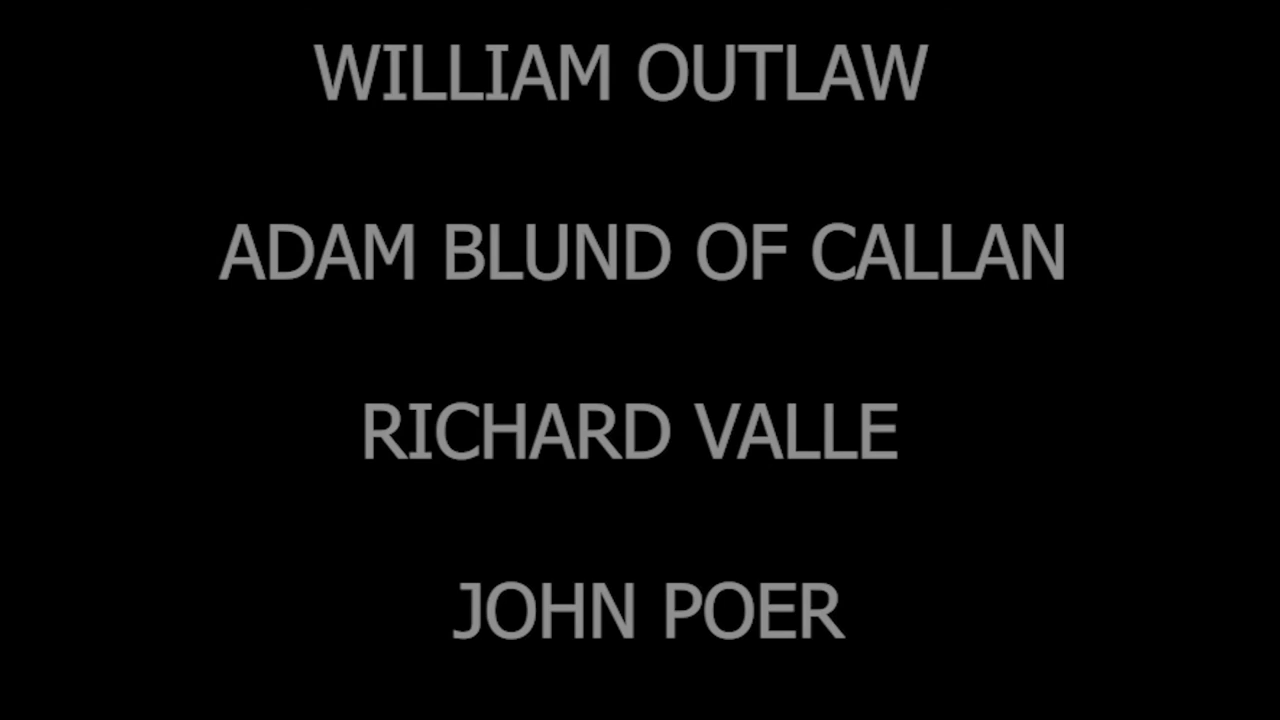 WILLIAM OUTLAW
ADAM BLUND OF CALLAN
RICHARD VALLE
JOHN POER